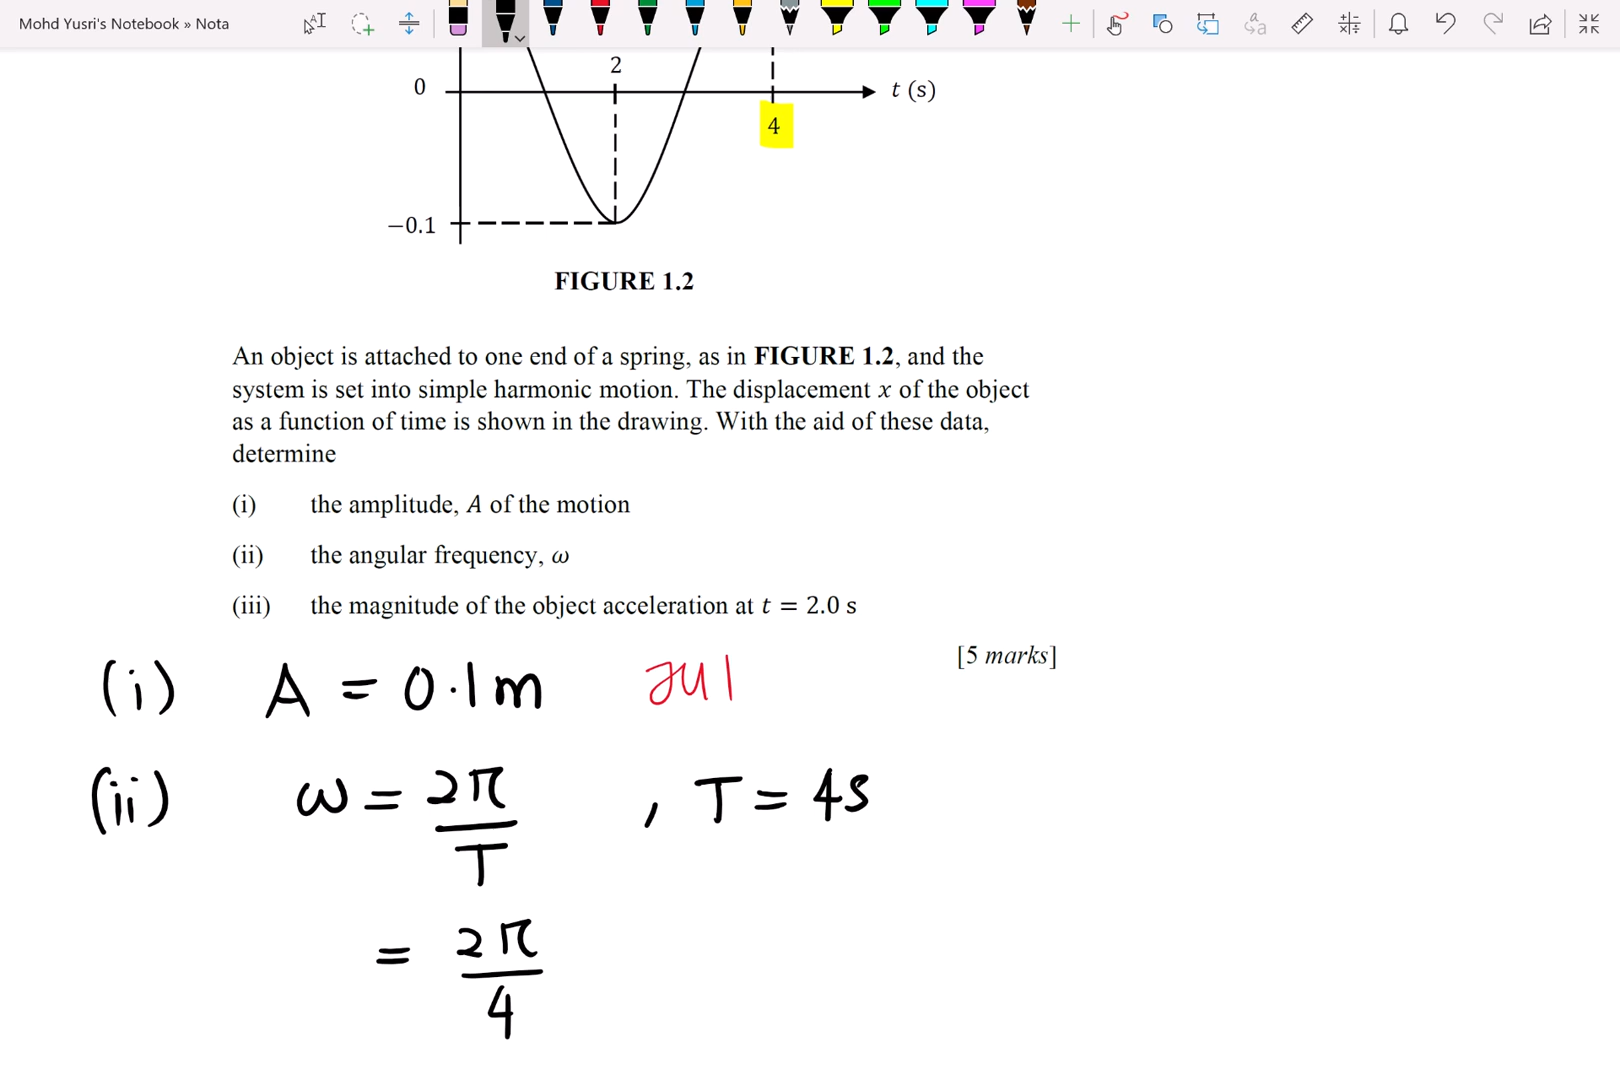 Mohd Yusri's Notebook » Nota
2
0
t (s)
4
−0.1
FIGURE 1.2
An object is attached to one end of a spring, as in FIGURE 1.2, and the
system is set into simple harmonic motion. The displacement x of the object
as a function of time is shown in the drawing. With the aid of these data,
determine
(i) the amplitude, A of the motion
(ii) the angular frequency, ω
(iii) the magnitude of the object acceleration at t = 2.0 s
[5 marks]
(i) A = 0.1m JU1
(ii) ω = 2π/T , T = 4s
= 2π/4